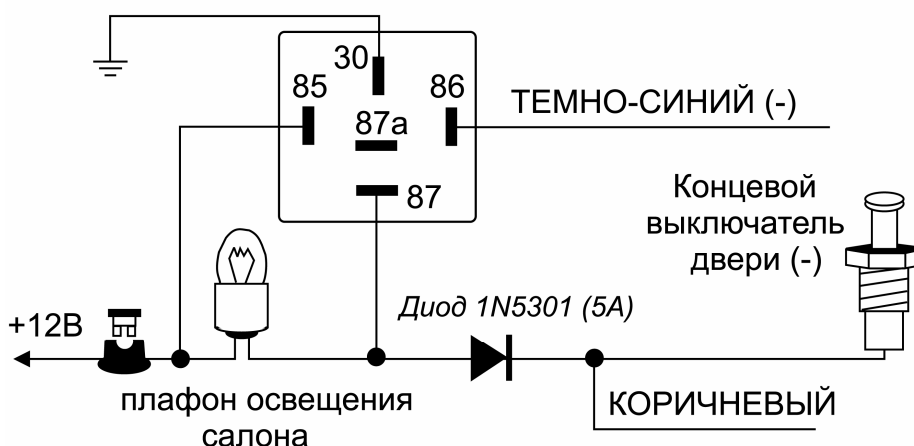 30
85
86
ТЕМНО-СИНИЙ (-)
87а
87
Концевой
выключатель
двери (-)
Диод 1N5301 (5А)
+12В
плафон освещения
салона
КОРИЧНЕВЫЙ